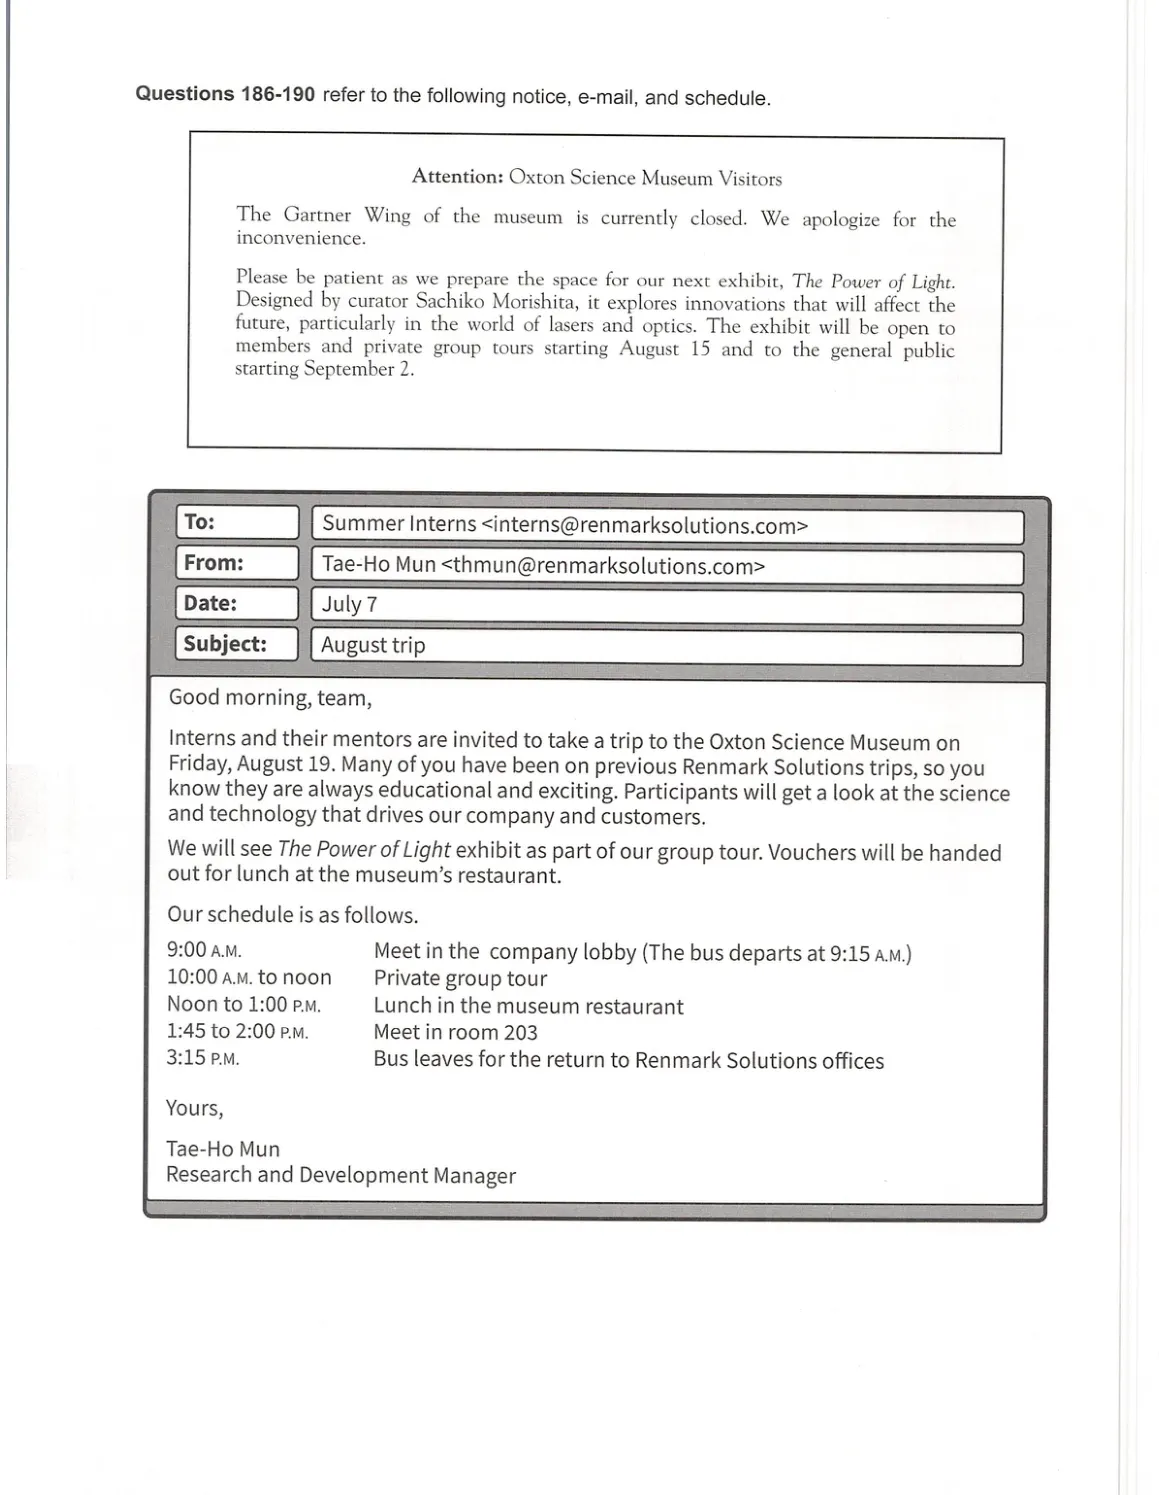 Questions 186-190 refer to the following notice, e-mail, and schedule.
Attention: Oxton Science Museum Visitors
The Gartner Wing of the museum is currently closed. We apologize for the
inconvenience.
Please be patient as we prepare the space for our next exhibit, The Power of Light.
Designed by curator Sachiko Morishita, it explores innovations that will affect the
future, particularly in the world of lasers and optics. The exhibit will be open to
members and private group tours starting August 15 and to the general public
starting September 2.
To: Summer Interns <interns@renmarksolutions.com>
From: Tae-Ho Mun <thmun@renmarksolutions.com>
Date: July 7
Subject: August trip
Good morning, team,
Interns and their mentors are invited to take a trip to the Oxton Science Museum on
Friday, August 19. Many of you have been on previous Renmark Solutions trips, so you
know they are always educational and exciting. Participants will get a look at the science
and technology that drives our company and customers.
We will see The Power of Light exhibit as part of our group tour. Vouchers will be handed
out for lunch at the museum's restaurant.
Our schedule is as follows.
9:00 A.M. Meet in the company lobby (The bus departs at 9:15 A.M.)
10:00 A.M. to noon Private group tour
Noon to 1:00 P.M. Lunch in the museum restaurant
1:45 to 2:00 P.M. Meet in room 203
3:15 P.M. Bus leaves for the return to Renmark Solutions offices
Yours,
Tae-Ho Mun
Research and Development Manager